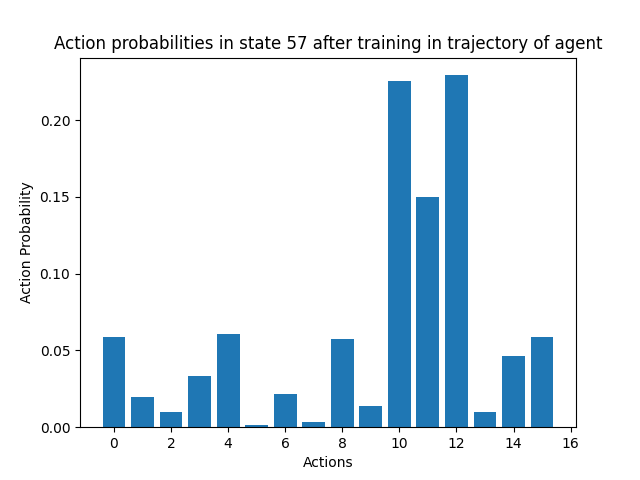 Action probabilities in state 57 after training in trajectory of agent
0.20
0.15
0.10
0.05
0.00
Action Probability
0 2 4 6 8 10 12 14 16
Actions